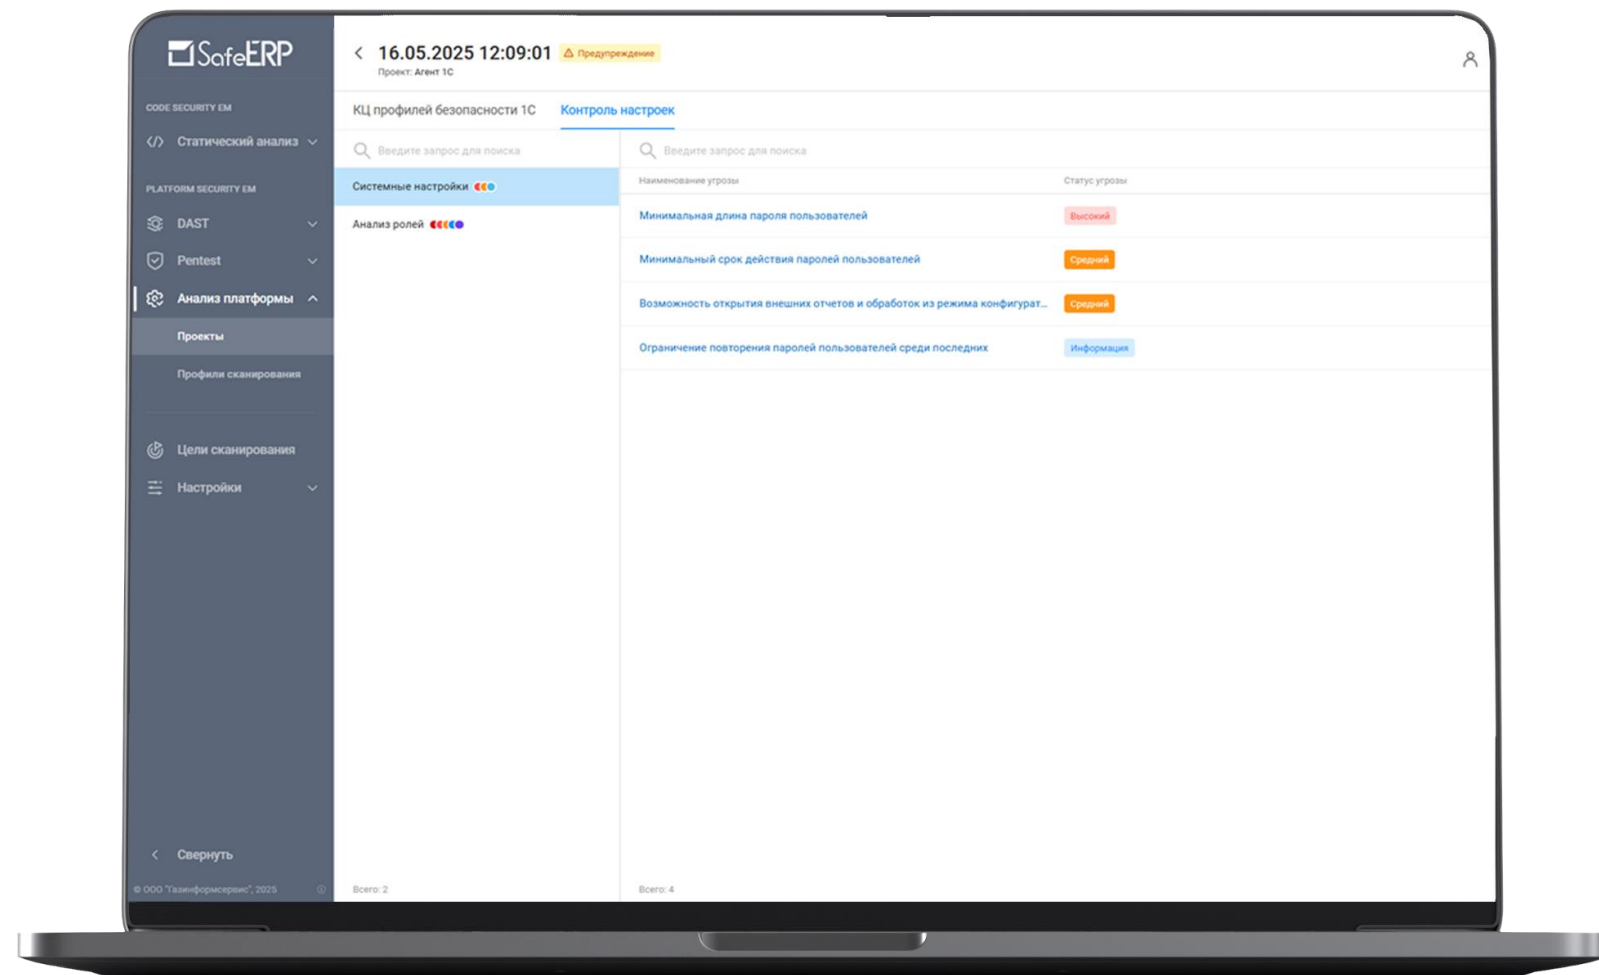 SafeERP
CODE SECURITY EM
Статический анализ
PLATFORM SECURITY EM
DAST
Pentest
Анализ платформы
Проекты
Профили сканирования
Цели сканирования
Настройки
Свернуть
© ООО "Газинформсервис", 2025
16.05.2025 12:09:01 Предупреждение
Проект: Агент 1С
КЦ профилей безопасности 1С Контроль настроек
Введите запрос для поиска
Системные настройки
Анализ ролей
Всего: 2
Введите запрос для поиска
Наименование угрозы Статус угрозы
Минимальная длина пароля пользователей Высокий
Минимальный срок действия паролей пользователей Средний
Возможность открытия внешних отчетов и обработок из режима конфигурат... Средний
Ограничение повторения паролей пользователей среди последних Информация
Всего: 4